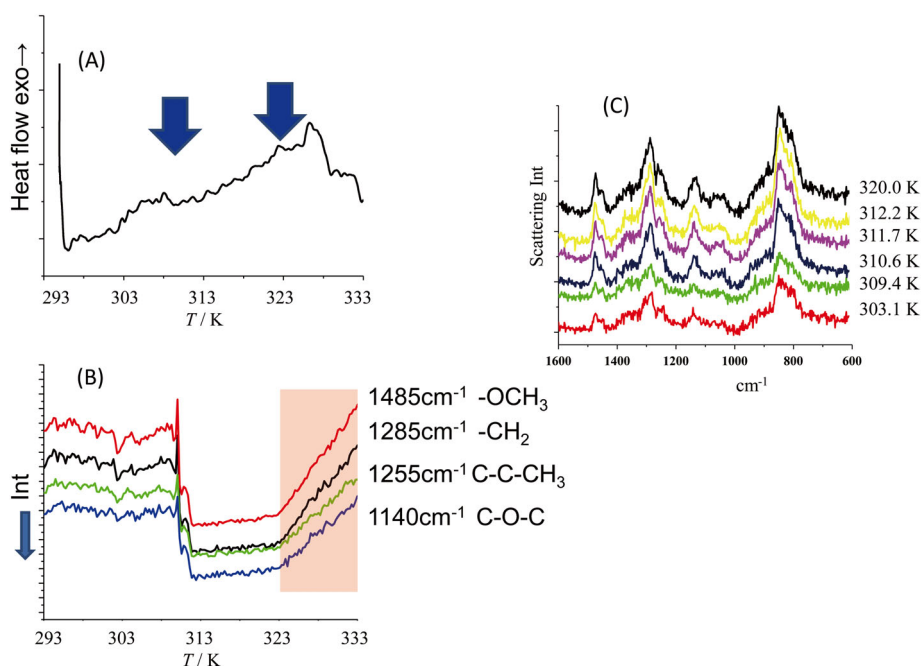 (A)
Heat flow exo→
293 303 313 323 333
T / K
(C)
Scattering Int
320.0 K
312.2 K
311.7 K
310.6 K
309.4 K
303.1 K
1600 1400 1200 1000 800 600
cm-1
(B)
Int
1485cm-1 -OCH3
1285cm-1 -CH2
1255cm-1 C-C-CH3
1140cm-1 C-O-C
293 303 313 323 333
T / K